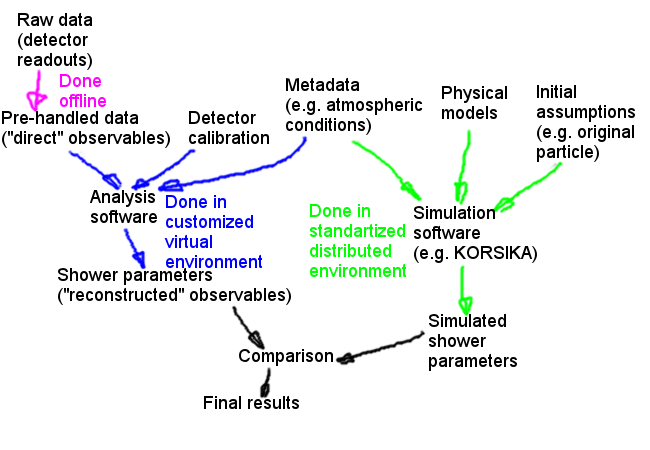 Raw data
(detector
readouts)
Done
offline
Pre-handled data
("direct" observables)
Detector
calibration
Metadata
(e.g. atmospheric
conditions)
Physical
models
Initial
assumptions
(e.g. original
particle)
Analysis
software
Done in
customized
virtual
environment
Done in
standartized
distributed
environment
Simulation
software
(e.g. KORSIKA)
Shower parameters
("reconstructed" observables)
Simulated
shower
parameters
Comparison
Final results